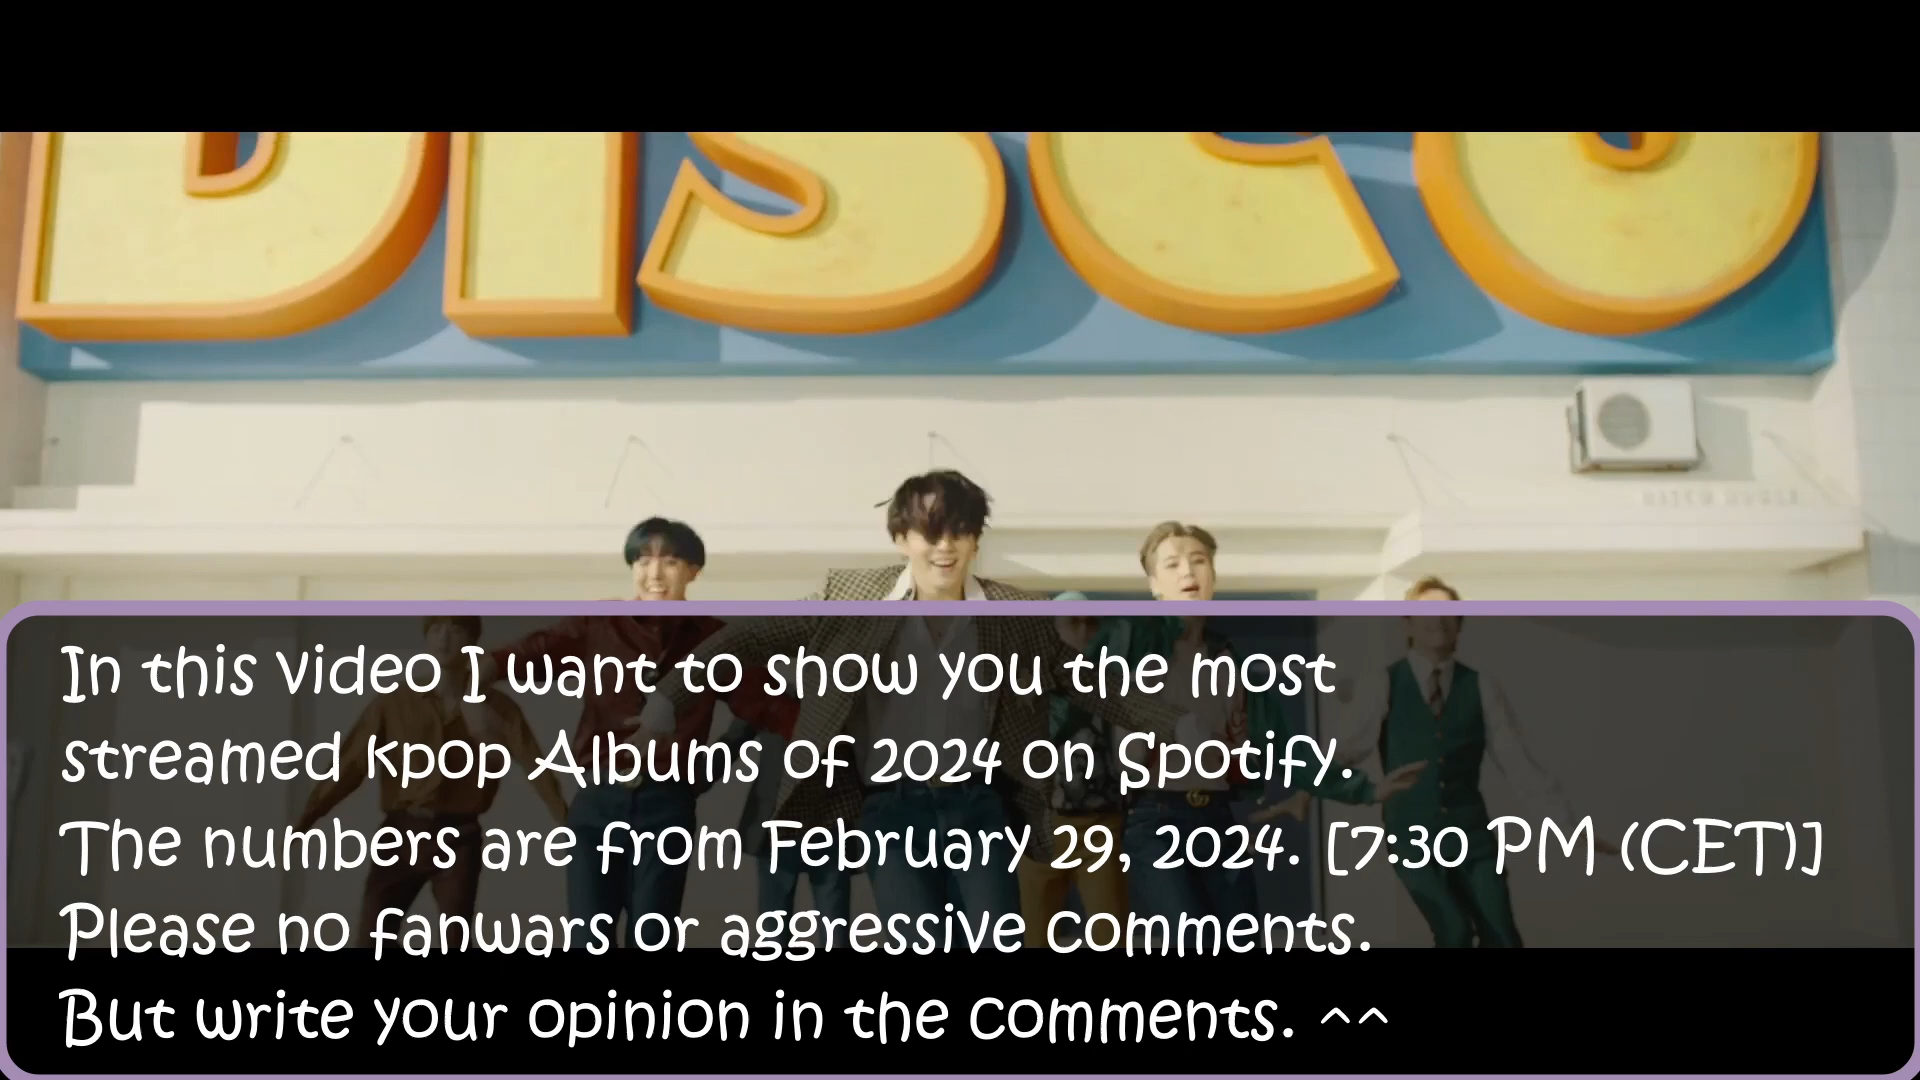 DISCO
In this video I want to show you the most
streamed kpop Albums of 2024 on Spotify.
The numbers are from February 29, 2024. [7:30 PM (CET)]
Please no fanwars or aggressive comments.
But write your opinion in the comments. ^^